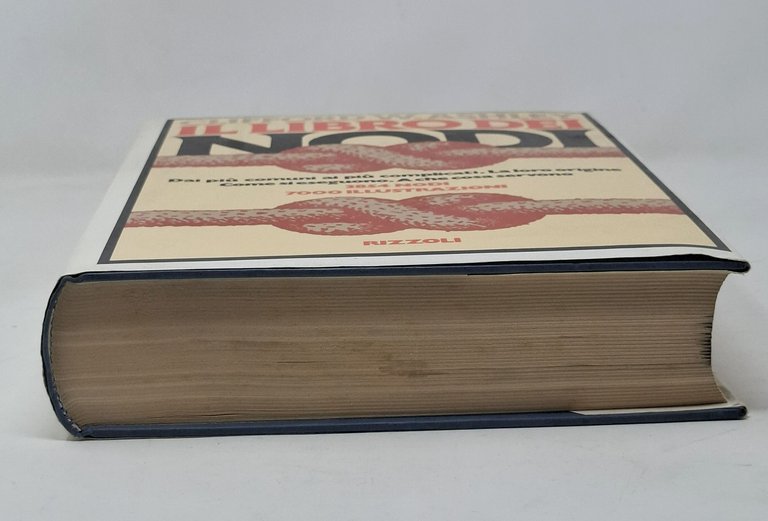 IL LIBRO DEI
NODI
Dai più comuni ai più complicati. La loro origine
Come si eseguono. A che cosa servono
3854 NODI
7000 ILLUSTRAZIONI
RIZZOLI